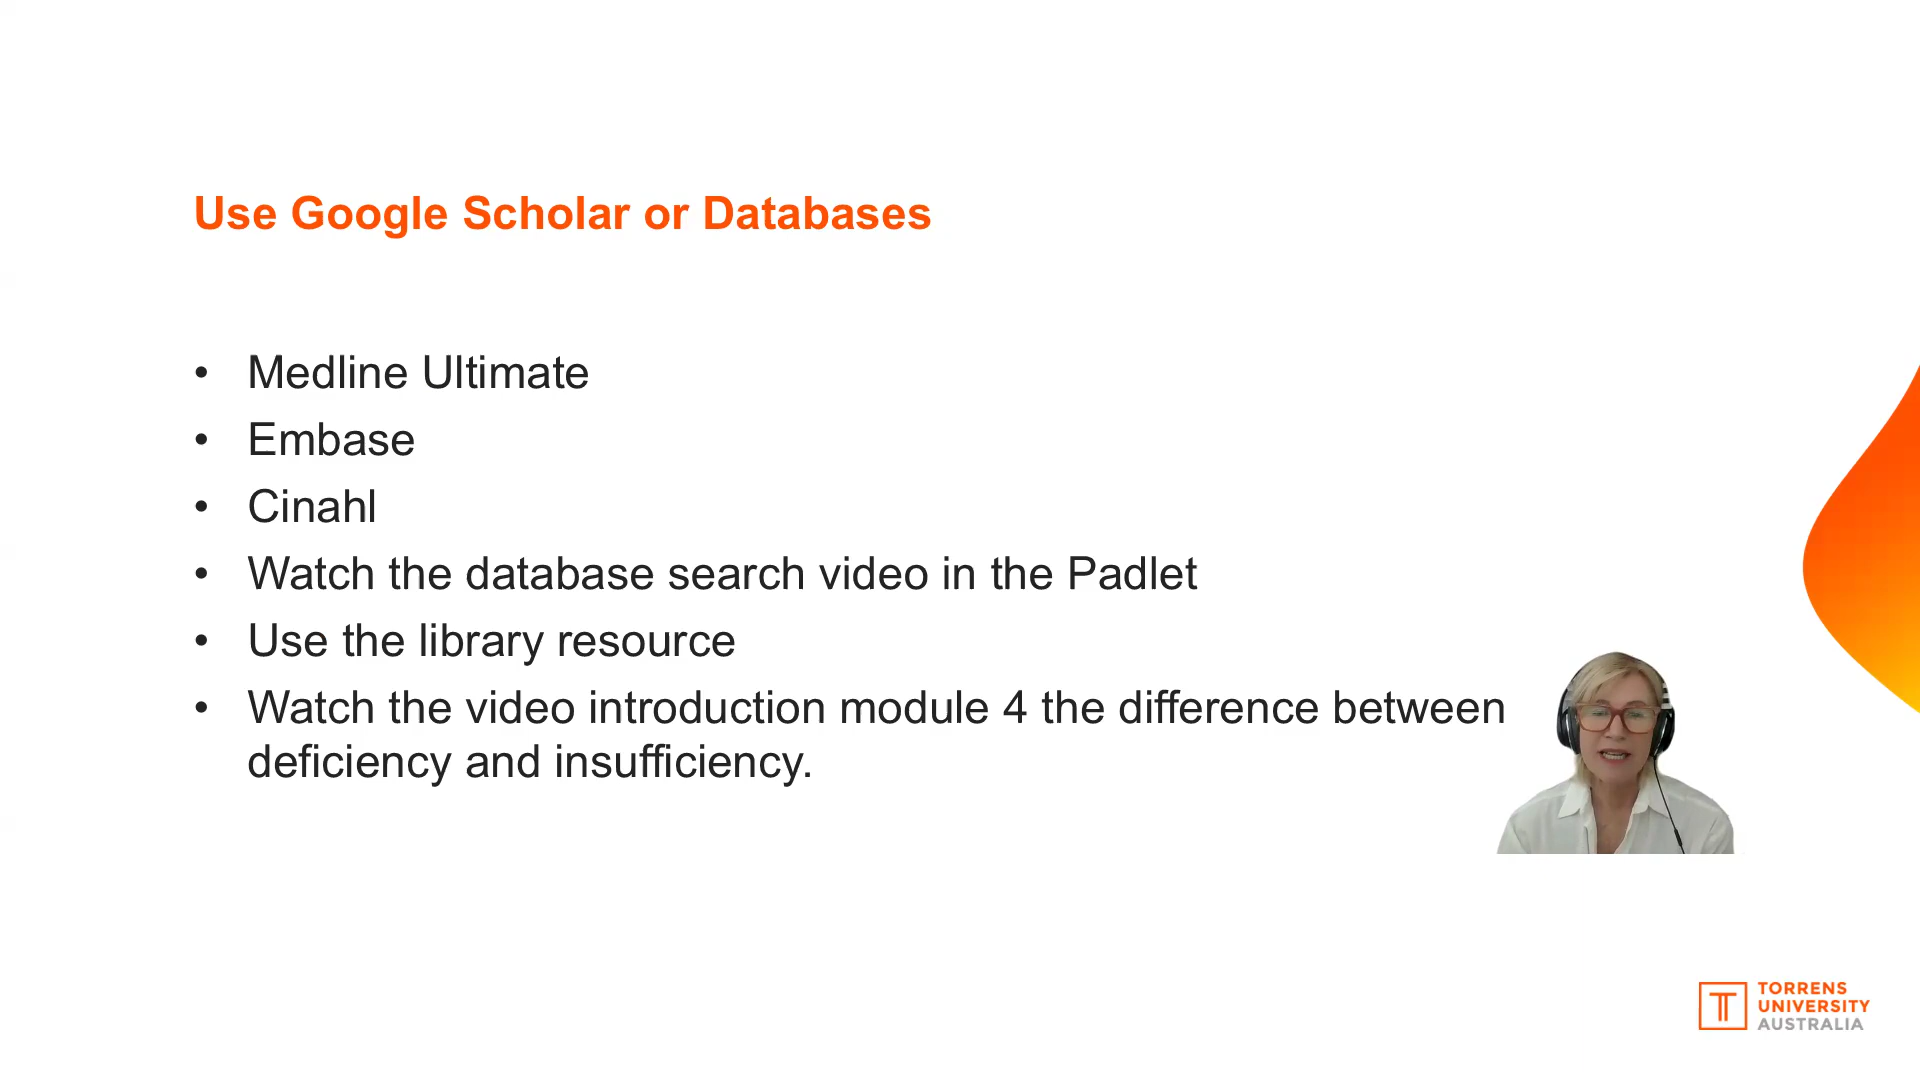 Use Google Scholar or Databases
• Medline Ultimate
• Embase
• Cinahl
• Watch the database search video in the Padlet
• Use the library resource
• Watch the video introduction module 4 the difference between
deficiency and insufficiency.
TORRENS
UNIVERSITY
AUSTRALIA